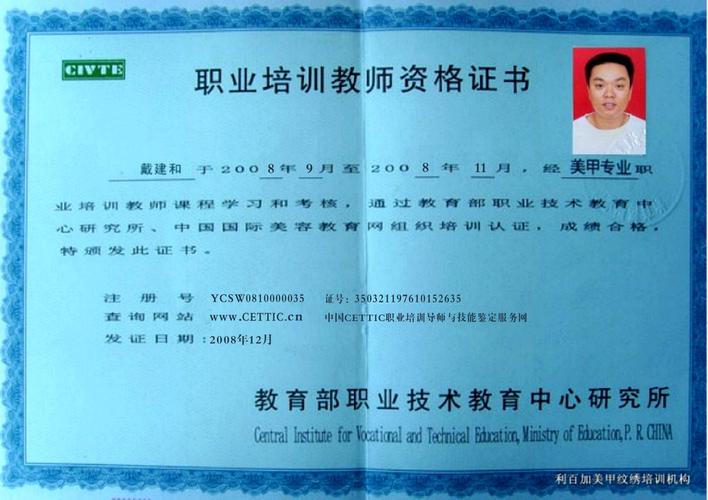 CIVTE
职业培训教师资格证书
戴建和 于 2008年9月至2008年11月，经 美甲专业 职
业培训教师课程学习和考核，通过教育部职业技术教育中
心研究所、中国国际美容教育网组织培训认证，成绩合格，
特颁发此证书。
注册号 YCSW0810000035 证号：350321197610152635
查询网站 www.CETTIC.cn 中国CETTIC职业培训导师与技能鉴定服务网
发证日期：2008年12月
教育部职业技术教育中心研究所
Central Institute for Vocational and Technical Education, Ministry of Education, P. R. CHINA
利百加美甲纹绣培训机构